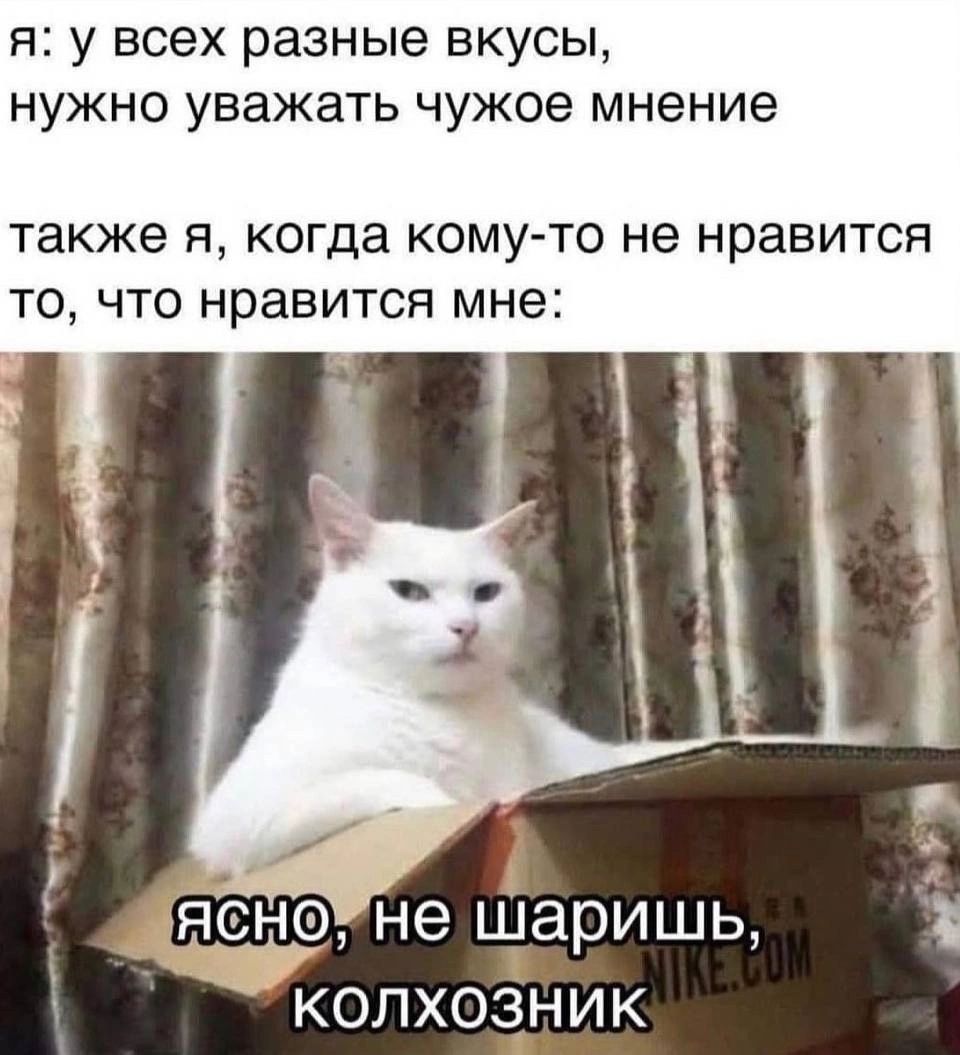 я: у всех разные вкусы,
нужно уважать чужое мнение
также я, когда кому-то не нравится
то, что нравится мне:
ясно, не шаришь,
NIKE.COM
колхозник